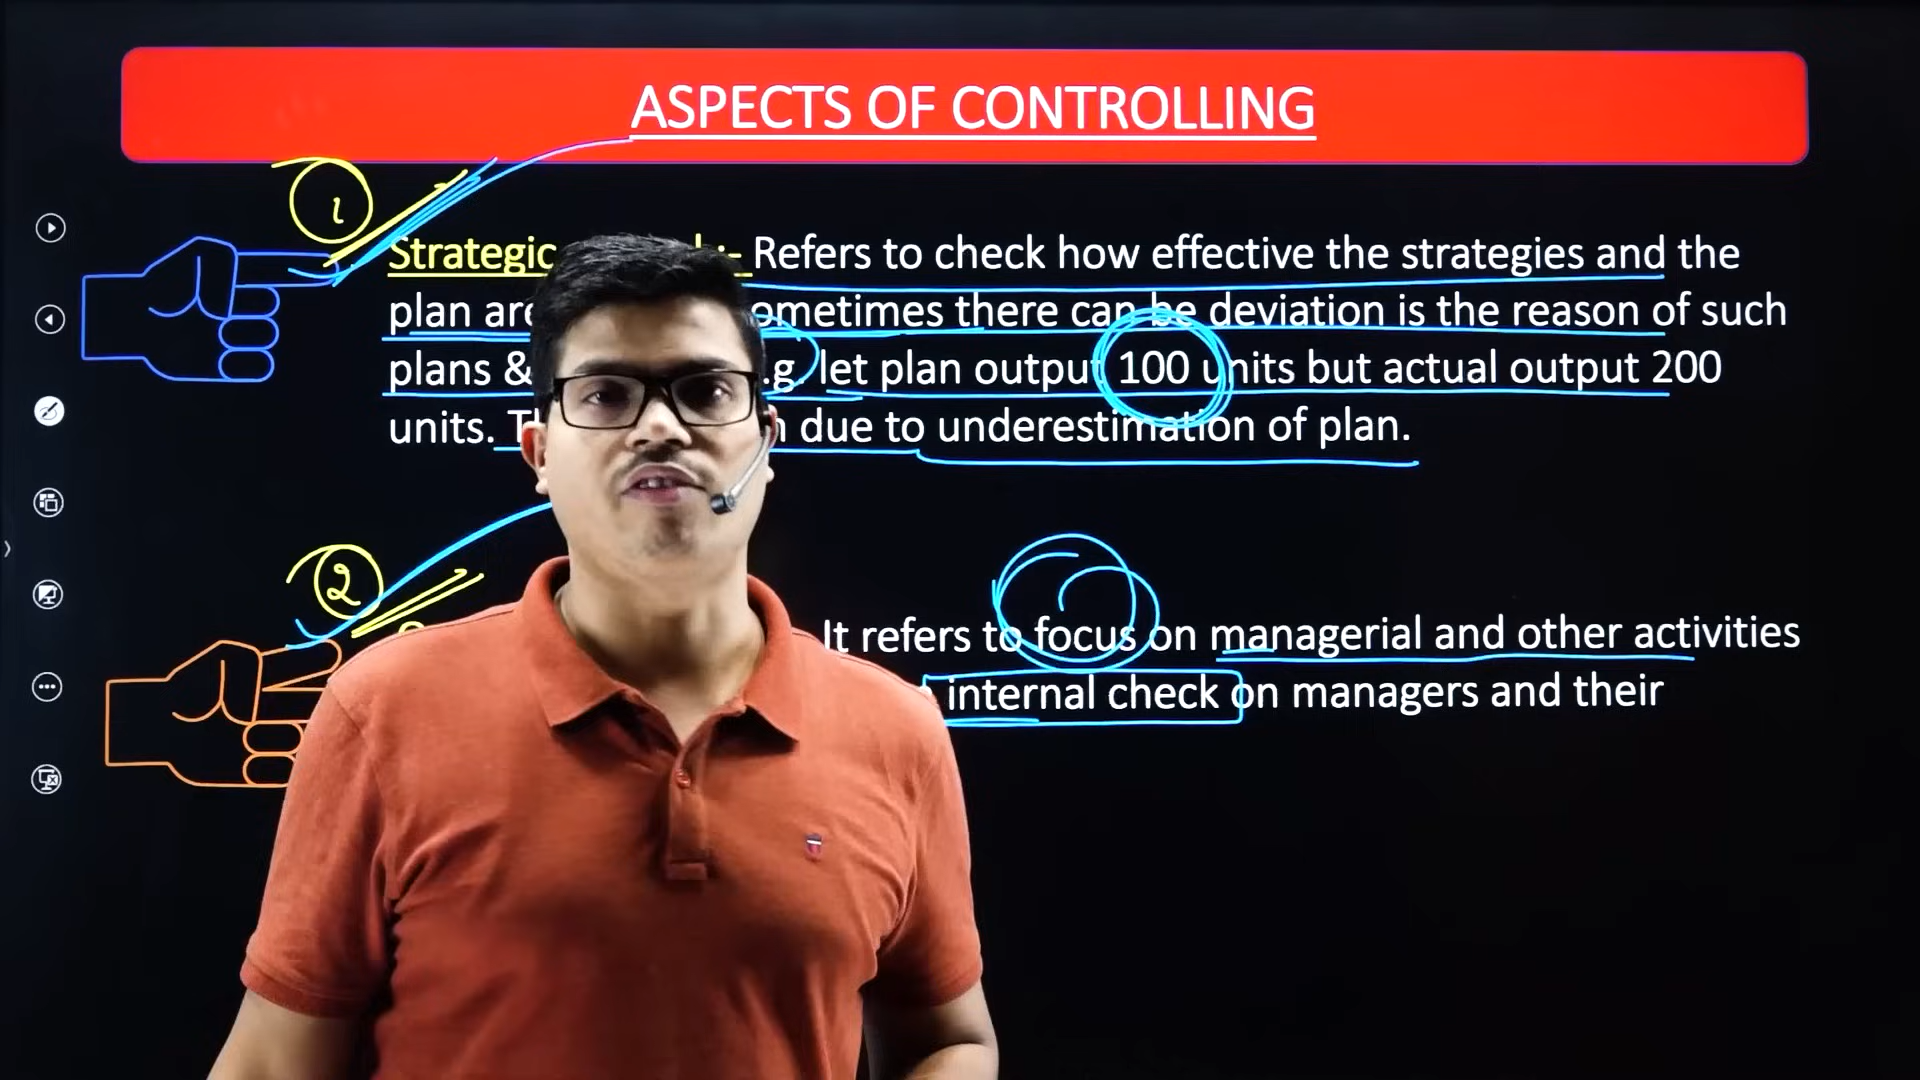 ASPECTS OF CONTROLLING
1
Strategic :- Refers to check how effective the strategies and the
plan are ometimes there can be deviation is the reason of such
plans & .g. let plan output 100 units but actual output 200
units. due to underestimation of plan.
2
It refers to focus on managerial and other activities
internal check on managers and their